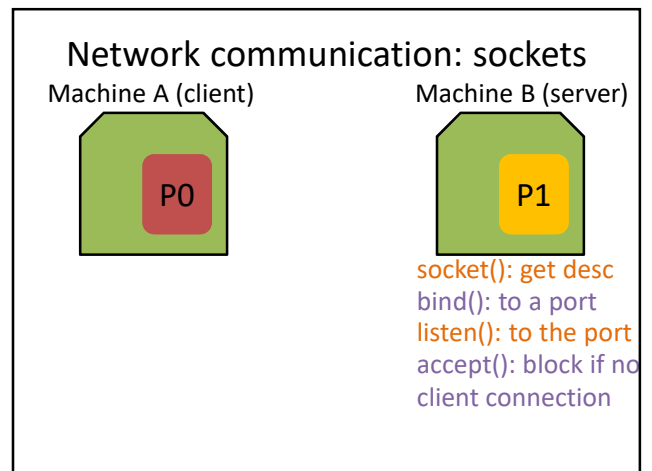 Network communication: sockets
Machine A (client)
Machine B (server)
P0
P1
socket(): get desc
bind(): to a port
listen(): to the port
accept(): block if no
client connection